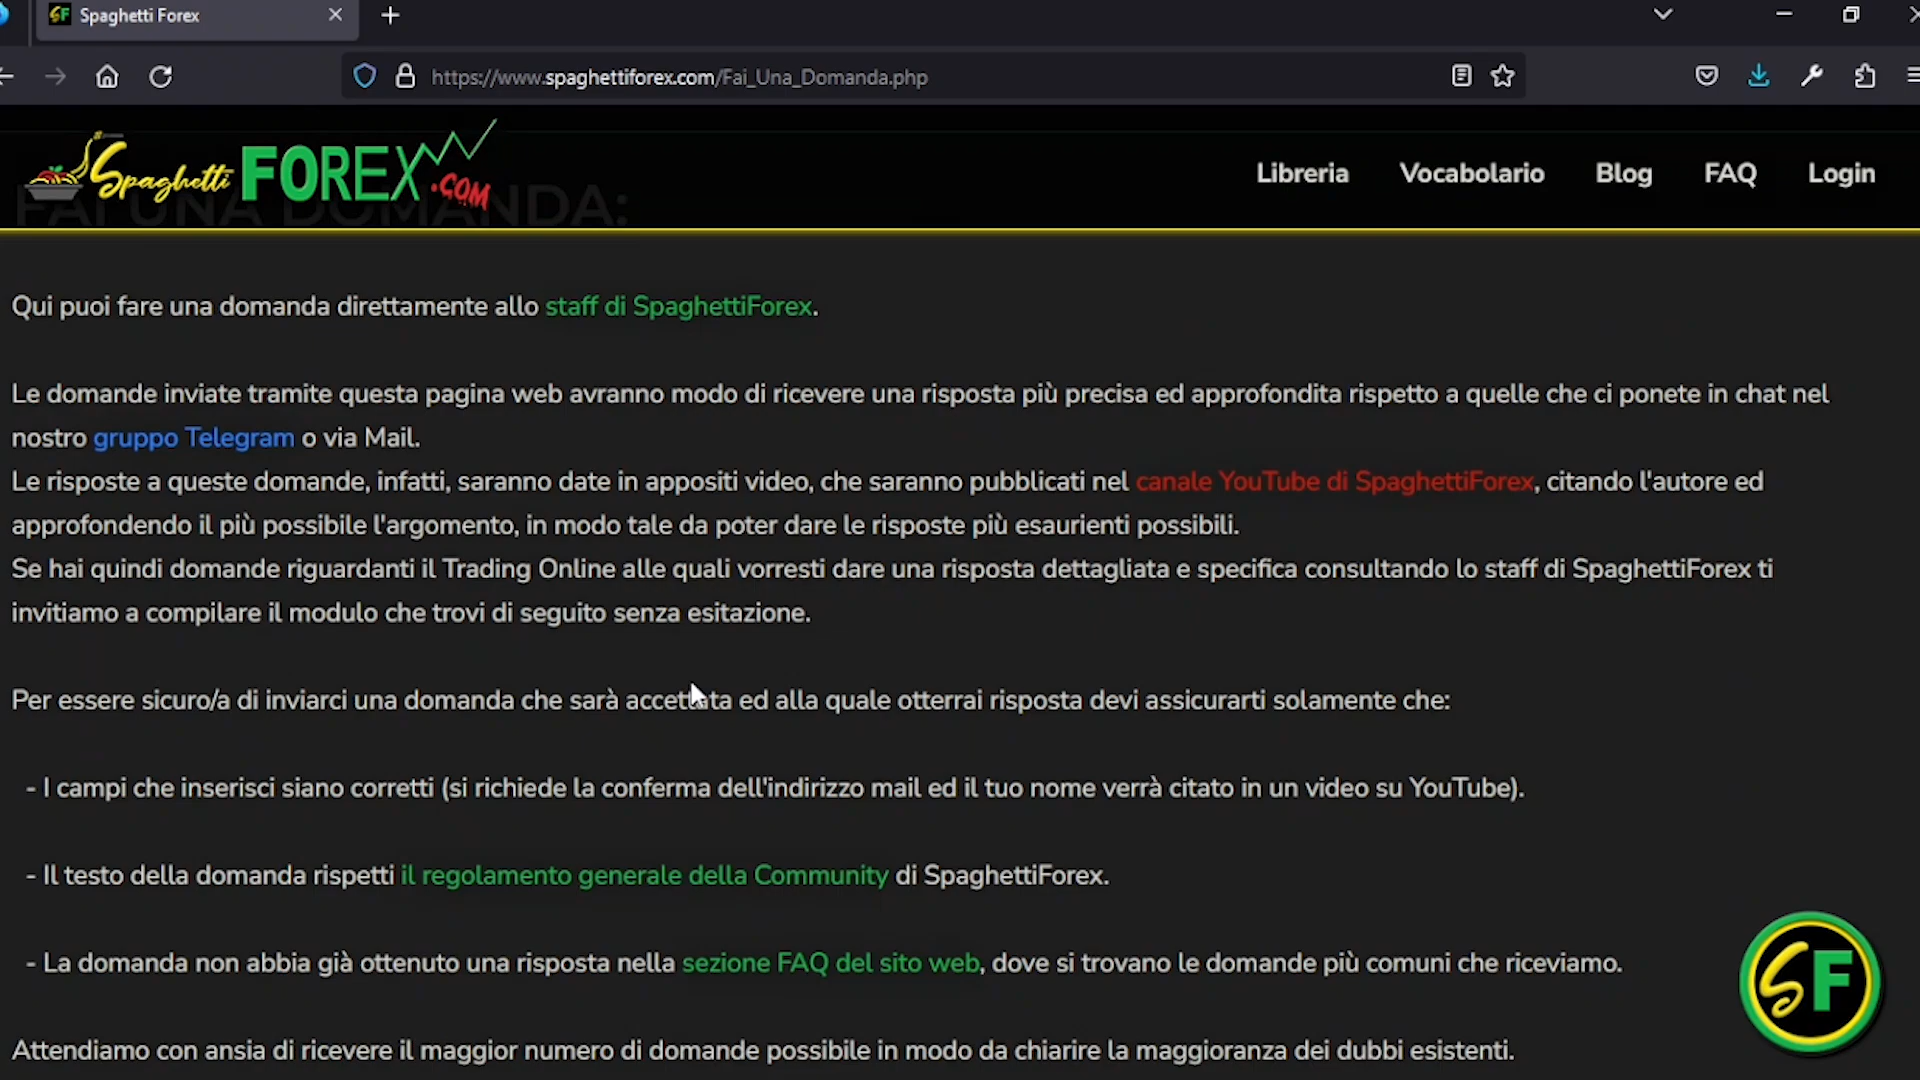 Spaghetti Forex
https://www.spaghettiforex.com/Fai_Una_Domanda.php
Spaghetti FOREX .COM
Libreria Vocabolario Blog FAQ Login
FAI UNA DOMANDA:
Qui puoi fare una domanda direttamente allo staff di SpaghettiForex.
Le domande inviate tramite questa pagina web avranno modo di ricevere una risposta più precisa ed approfondita rispetto a quelle che ci ponete in chat nel
nostro gruppo Telegram o via Mail.
Le risposte a queste domande, infatti, saranno date in appositi video, che saranno pubblicati nel canale YouTube di SpaghettiForex, citando l'autore ed
approfondendo il più possibile l'argomento, in modo tale da poter dare le risposte più esaurienti possibili.
Se hai quindi domande riguardanti il Trading Online alle quali vorresti dare una risposta dettagliata e specifica consultando lo staff di SpaghettiForex ti
invitiamo a compilare il modulo che trovi di seguito senza esitazione.
Per essere sicuro/a di inviarci una domanda che sarà accettata ed alla quale otterrai risposta devi assicurarti solamente che:
- I campi che inserisci siano corretti (si richiede la conferma dell'indirizzo mail ed il tuo nome verrà citato in un video su YouTube).
- Il testo della domanda rispetti il regolamento generale della Community di SpaghettiForex.
- La domanda non abbia già ottenuto una risposta nella sezione FAQ del sito web, dove si trovano le domande più comuni che riceviamo.
SF
Attendiamo con ansia di ricevere il maggior numero di domande possibile in modo da chiarire la maggioranza dei dubbi esistenti.